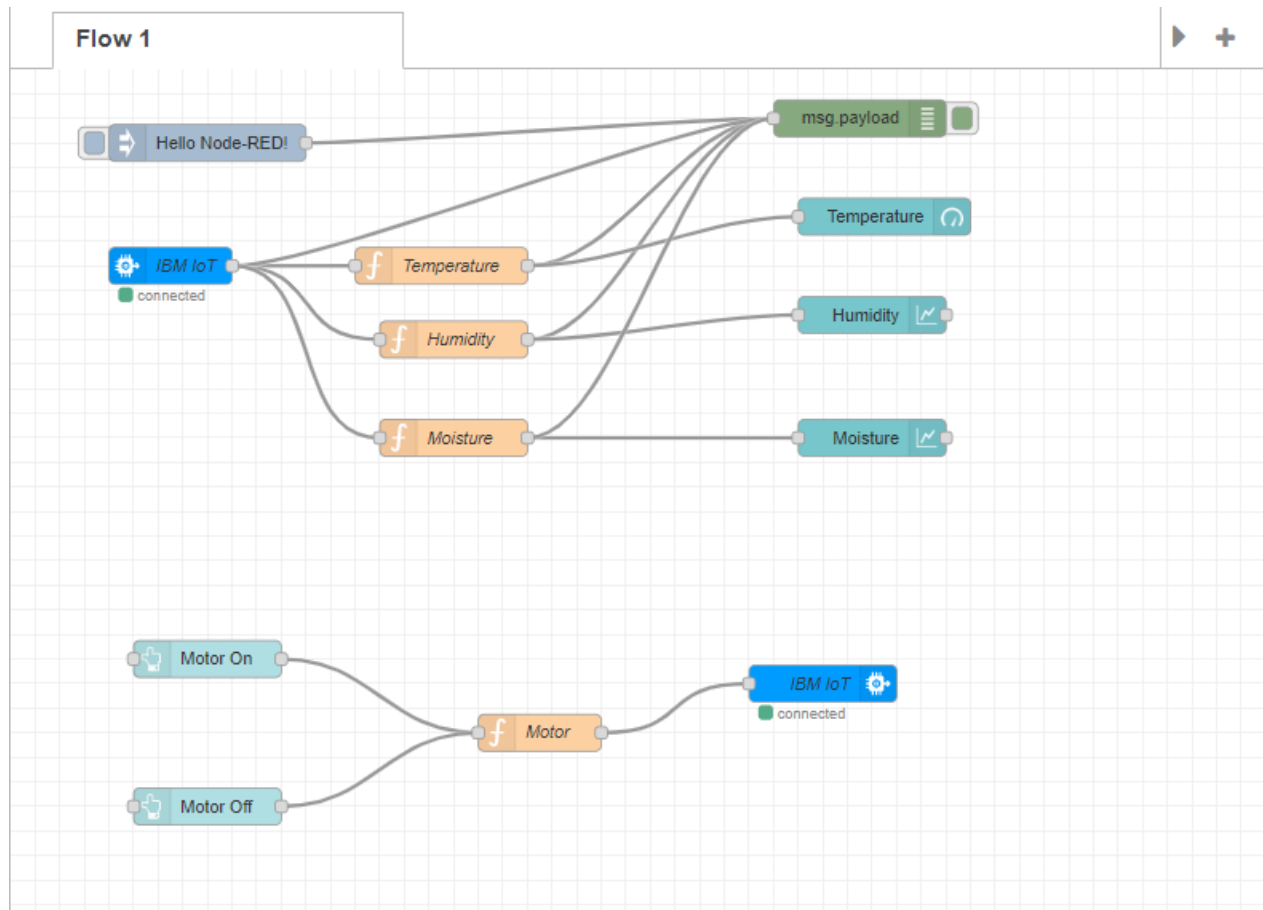 Flow 1
msg.payload
Hello Node-RED!
Temperature
IBM IoT
Temperature
connected
Humidity
Humidity
Moisture
Moisture
Motor On
IBM IoT
connected
Motor
Motor Off